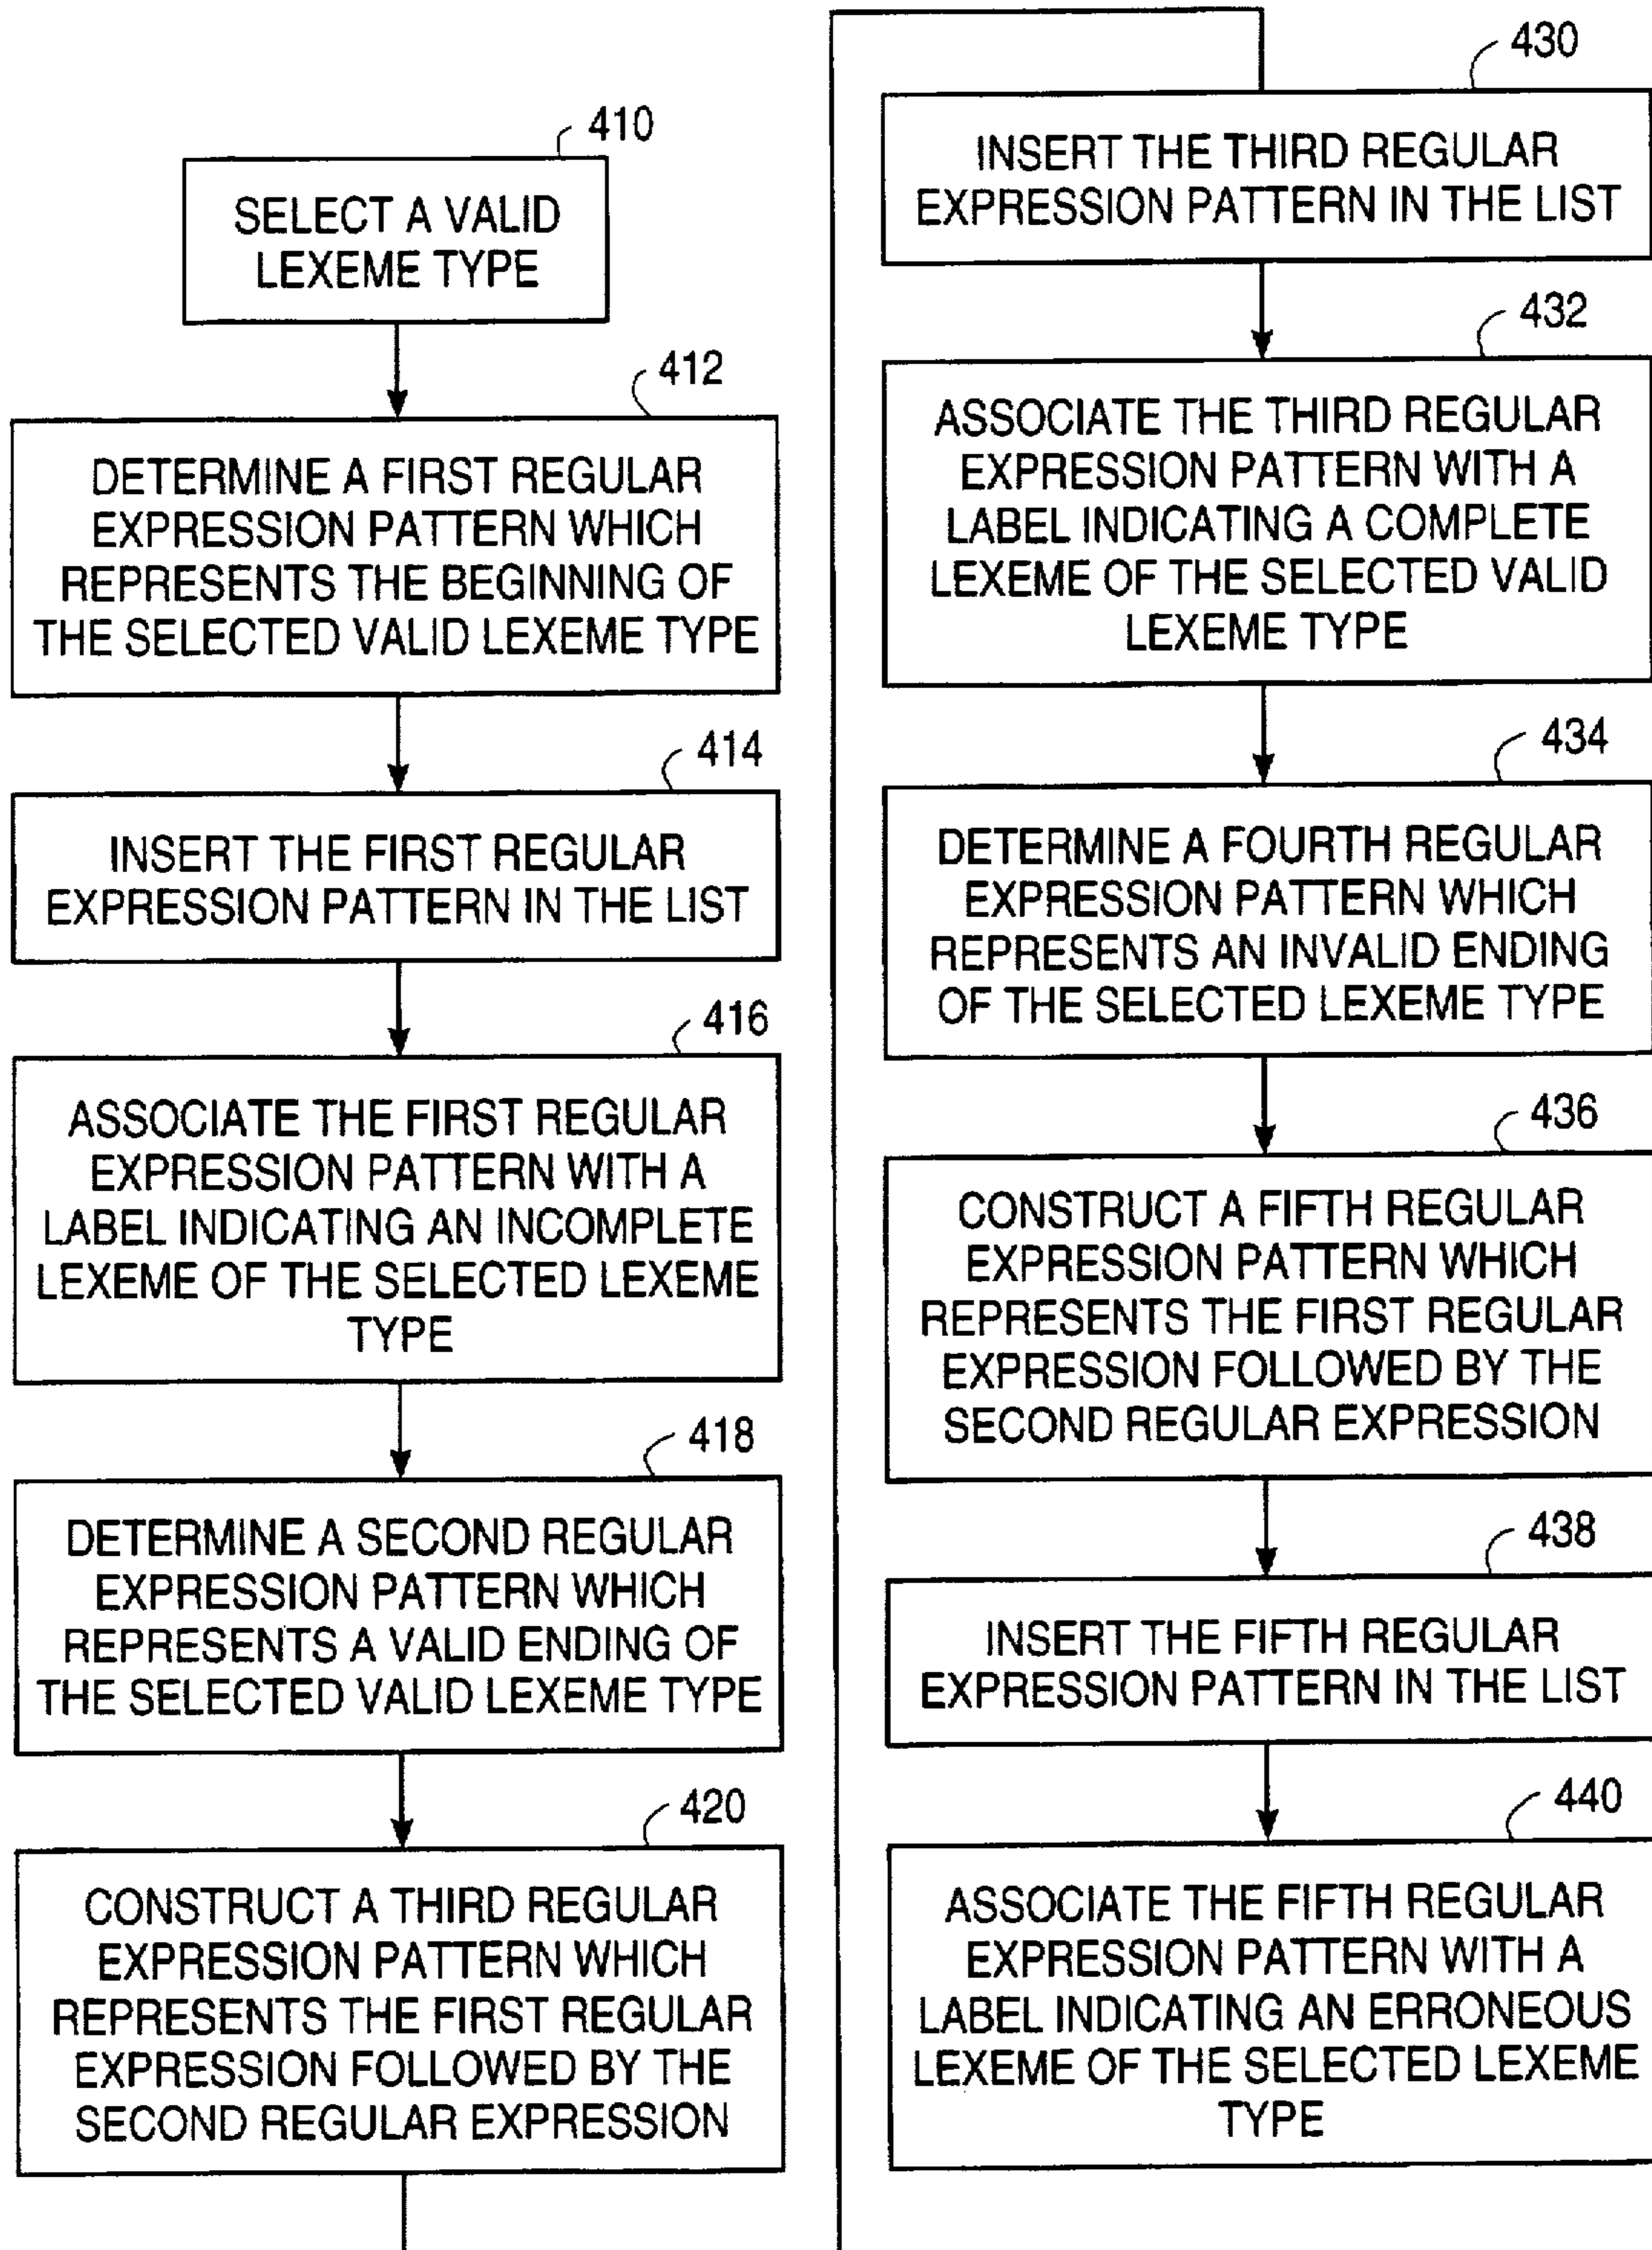 410
SELECT A VALID
LEXEME TYPE
412
DETERMINE A FIRST REGULAR
EXPRESSION PATTERN WHICH
REPRESENTS THE BEGINNING OF
THE SELECTED VALID LEXEME TYPE
414
INSERT THE FIRST REGULAR
EXPRESSION PATTERN IN THE LIST
416
ASSOCIATE THE FIRST REGULAR
EXPRESSION PATTERN WITH A
LABEL INDICATING AN INCOMPLETE
LEXEME OF THE SELECTED LEXEME
TYPE
418
DETERMINE A SECOND REGULAR
EXPRESSION PATTERN WHICH
REPRESENTS A VALID ENDING OF
THE SELECTED VALID LEXEME TYPE
420
CONSTRUCT A THIRD REGULAR
EXPRESSION PATTERN WHICH
REPRESENTS THE FIRST REGULAR
EXPRESSION FOLLOWED BY THE
SECOND REGULAR EXPRESSION
430
INSERT THE THIRD REGULAR
EXPRESSION PATTERN IN THE LIST
432
ASSOCIATE THE THIRD REGULAR
EXPRESSION PATTERN WITH A
LABEL INDICATING A COMPLETE
LEXEME OF THE SELECTED VALID
LEXEME TYPE
434
DETERMINE A FOURTH REGULAR
EXPRESSION PATTERN WHICH
REPRESENTS AN INVALID ENDING
OF THE SELECTED LEXEME TYPE
436
CONSTRUCT A FIFTH REGULAR
EXPRESSION PATTERN WHICH
REPRESENTS THE FIRST REGULAR
EXPRESSION FOLLOWED BY THE
SECOND REGULAR EXPRESSION
438
INSERT THE FIFTH REGULAR
EXPRESSION PATTERN IN THE LIST
440
ASSOCIATE THE FIFTH REGULAR
EXPRESSION PATTERN WITH A
LABEL INDICATING AN ERRONEOUS
LEXEME OF THE SELECTED LEXEME
TYPE